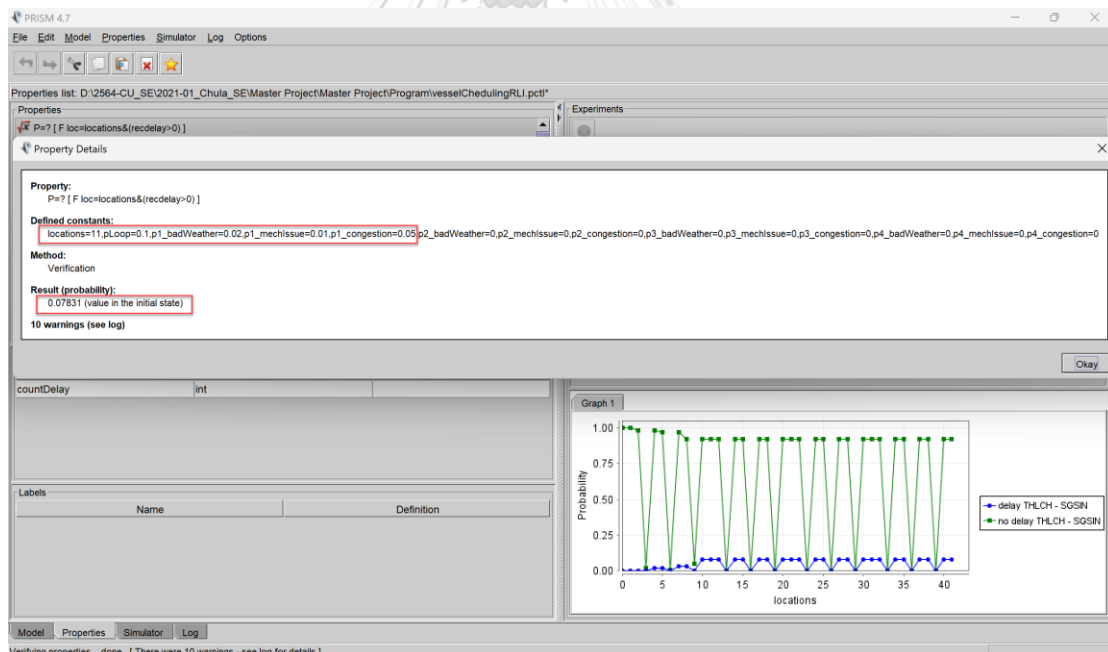 PRISM 4.7
File Edit Model Properties Simulator Log Options
Properties list: D:\2564-CU_SE\2021-01_Chula_SE\Master Project\Master Project\Program\vesselChedulingRLI.pctl*
Properties
Experiments
P=? [ F loc=locations&(recdelay>0) ]
Property Details
Property:
P=? [ F loc=locations&(recdelay>0) ]
Defined constants:
locations=11,pLoop=0.1,p1_badWeather=0.02,p1_mechIssue=0.01,p1_congestion=0.05,p2_badWeather=0,p2_mechIssue=0,p2_congestion=0,p3_badWeather=0,p3_mechIssue=0,p3_congestion=0,p4_badWeather=0,p4_mechIssue=0,p4_congestion=0
Method:
Verification
Result (probability):
0.07831 (value in the initial state)
10 warnings (see log)
Okay
countDelay int
Graph 1
1.00
0.75
0.50
0.25
0.00
Probability
0 5 10 15 20 25 30 35 40
locations
delay THLCH - SGSIN
no delay THLCH - SGSIN
Labels
Name Definition
Model Properties Simulator Log
Verifying properties... done. [ There were 10 warnings - see log for details ]